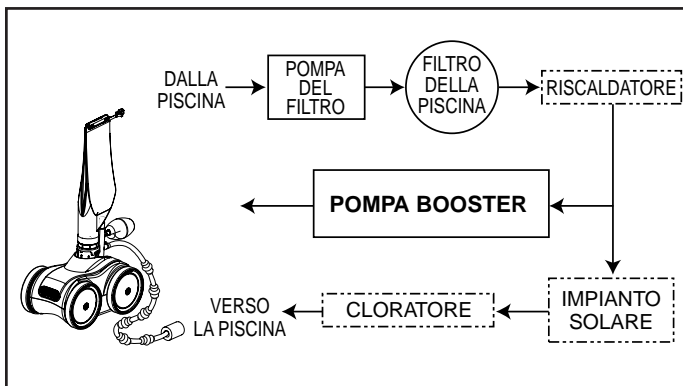 DALLA
PISCINA
POMPA
DEL
FILTRO
FILTRO
DELLA
PISCINA
RISCALDATORE
POMPA BOOSTER
VERSO
LA PISCINA
CLORATORE
IMPIANTO
SOLARE